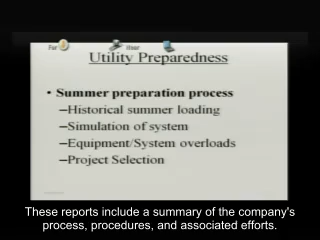 Utility Preparedness
• Summer preparation process
–Historical summer loading
–Simulation of system
–Equipment/System overloads
–Project Selection
These reports include a summary of the company's
process, procedures, and associated efforts.